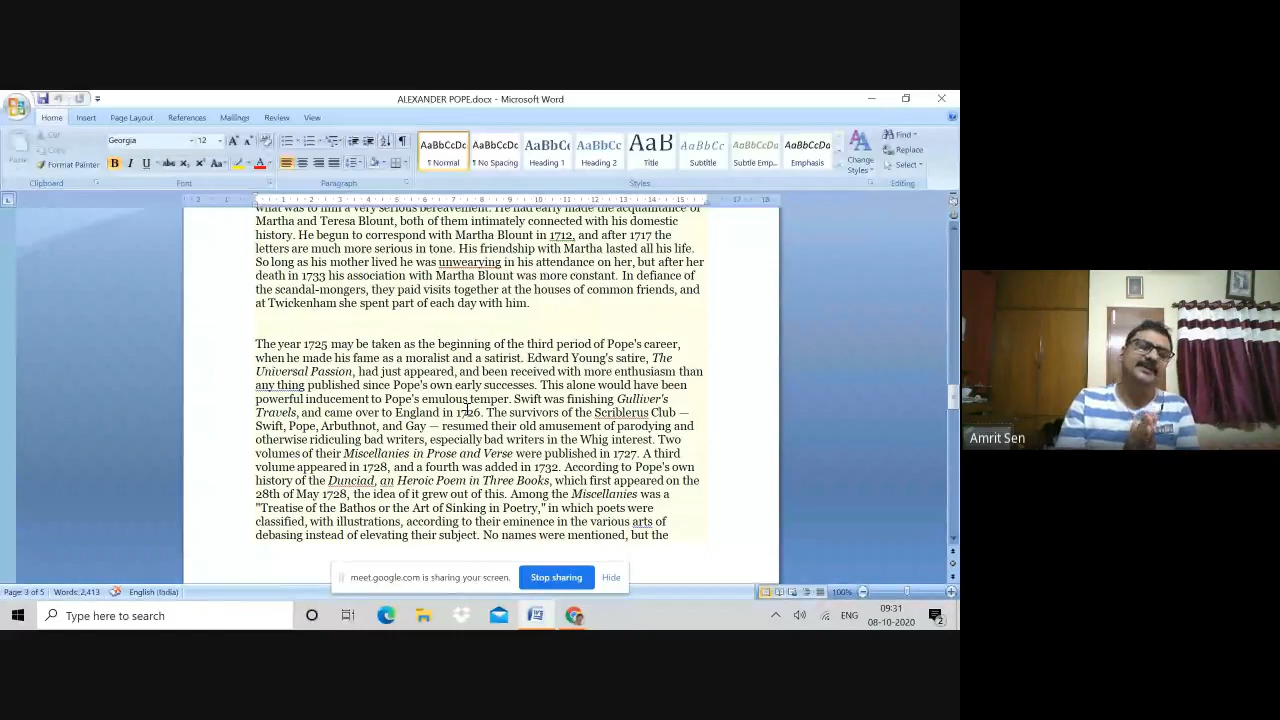 ALEXANDER POPE.docx - Microsoft Word
Home Insert Page Layout References Mailings Review View
Cut
Copy
Paste
Format Painter
Georgia 12
AaBbCcDc AaBbCcDc AaBbC AaBbCc AaB AaBbCc. AaBbCcDa AaBbCcDa
¶ Normal ¶ No Spacing Heading 1 Heading 2 Title Subtitle Subtle Emp... Emphasis
Change Styles
Find
Replace
Select
Clipboard Font Paragraph Styles Editing
what was to him a very serious bereavement. He had early made the acquaintance of
Martha and Teresa Blount, both of them intimately connected with his domestic
history. He begun to correspond with Martha Blount in 1712, and after 1717 the
letters are much more serious in tone. His friendship with Martha lasted all his life.
So long as his mother lived he was unwearying in his attendance on her, but after her
death in 1733 his association with Martha Blount was more constant. In defiance of
the scandal-mongers, they paid visits together at the houses of common friends, and
at Twickenham she spent part of each day with him.
The year 1725 may be taken as the beginning of the third period of Pope's career,
when he made his fame as a moralist and a satirist. Edward Young's satire, The
Universal Passion, had just appeared, and been received with more enthusiasm than
any thing published since Pope's own early successes. This alone would have been
powerful inducement to Pope's emulous temper. Swift was finishing Gulliver's
Travels, and came over to England in 1726. The survivors of the Scriblerus Club —
Swift, Pope, Arbuthnot, and Gay — resumed their old amusement of parodying and
otherwise ridiculing bad writers, especially bad writers in the Whig interest. Two
volumes of their Miscellanies in Prose and Verse were published in 1727. A third
volume appeared in 1728, and a fourth was added in 1732. According to Pope's own
history of the Dunciad, an Heroic Poem in Three Books, which first appeared on the
28th of May 1728, the idea of it grew out of this. Among the Miscellanies was a
"Treatise of the Bathos or the Art of Sinking in Poetry," in which poets were
classified, with illustrations, according to their eminence in the various arts of
debasing instead of elevating their subject. No names were mentioned, but the
meet.google.com is sharing your screen. Stop sharing Hide
Page: 3 of 5 Words: 2,413 English (India) 100%
Type here to search
ENG
09:31
08-10-2020
2
Amrit Sen